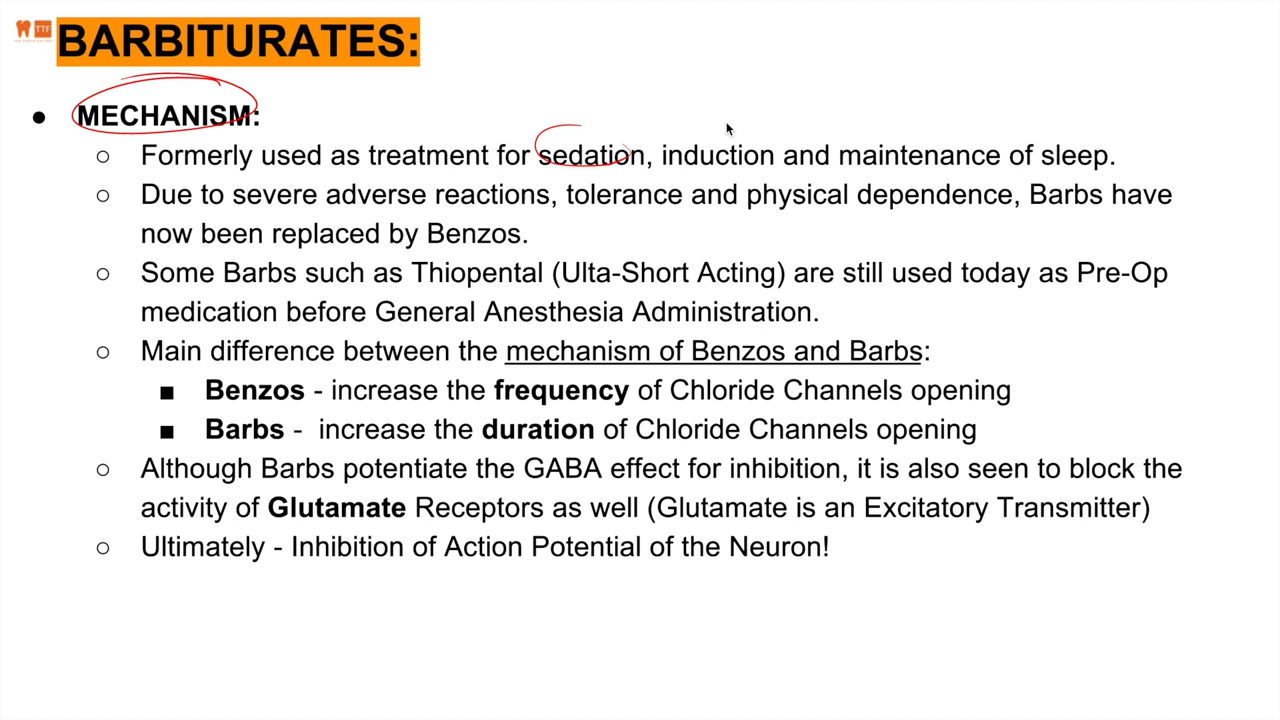 TTF
BARBITURATES:
● MECHANISM:
○ Formerly used as treatment for sedation, induction and maintenance of sleep.
○ Due to severe adverse reactions, tolerance and physical dependence, Barbs have
now been replaced by Benzos.
○ Some Barbs such as Thiopental (Ulta-Short Acting) are still used today as Pre-Op
medication before General Anesthesia Administration.
○ Main difference between the mechanism of Benzos and Barbs:
■ Benzos - increase the frequency of Chloride Channels opening
■ Barbs - increase the duration of Chloride Channels opening
○ Although Barbs potentiate the GABA effect for inhibition, it is also seen to block the
activity of Glutamate Receptors as well (Glutamate is an Excitatory Transmitter)
○ Ultimately - Inhibition of Action Potential of the Neuron!